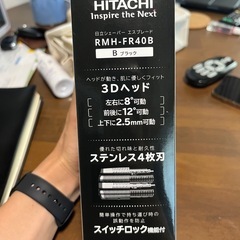 HITACHI
Inspire the Next
日立シェーバー エスブレード
RMH-FR40B
B ブラック
ヘッドが動き、肌に優しくフィット
3Dヘッド
左右に8°可動
前後に12°可動
上下に2.5mm可動
優れた切れ味と耐久性
ステンレス4枚刃
簡単操作で持ち運び時の
誤動作を防止
スイッチロック機能付